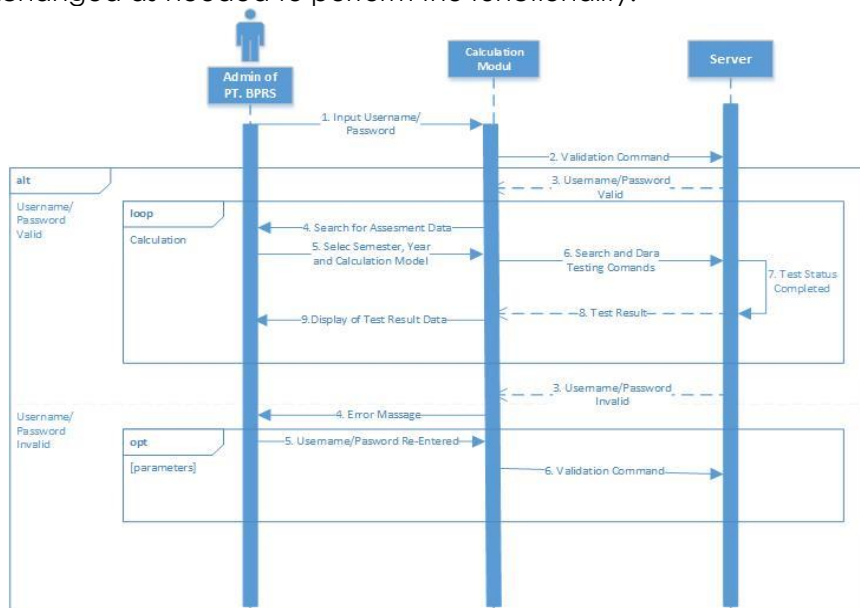 changed as needed to perform the functionality.
Admin of
PT. BPRS
Calculation
Modul
Server
1. Input Username/
Password
2. Validation Command
alt
3. Username/Password
Valid
Username/
Password
Valid
loop
Calculation
4. Search for Assesment Data
5. Selec Semester, Year
and Calculation Model
6. Search and Dara
Testing Comands
7. Test Status
Completed
8. Test Result
9.Display of Test Result Data
3. Username/Password
Invalid
Username/
Password
Invalid
4. Error Massage
opt
5. Username/Pasword Re-Entered
[parameters]
6. Validation Command